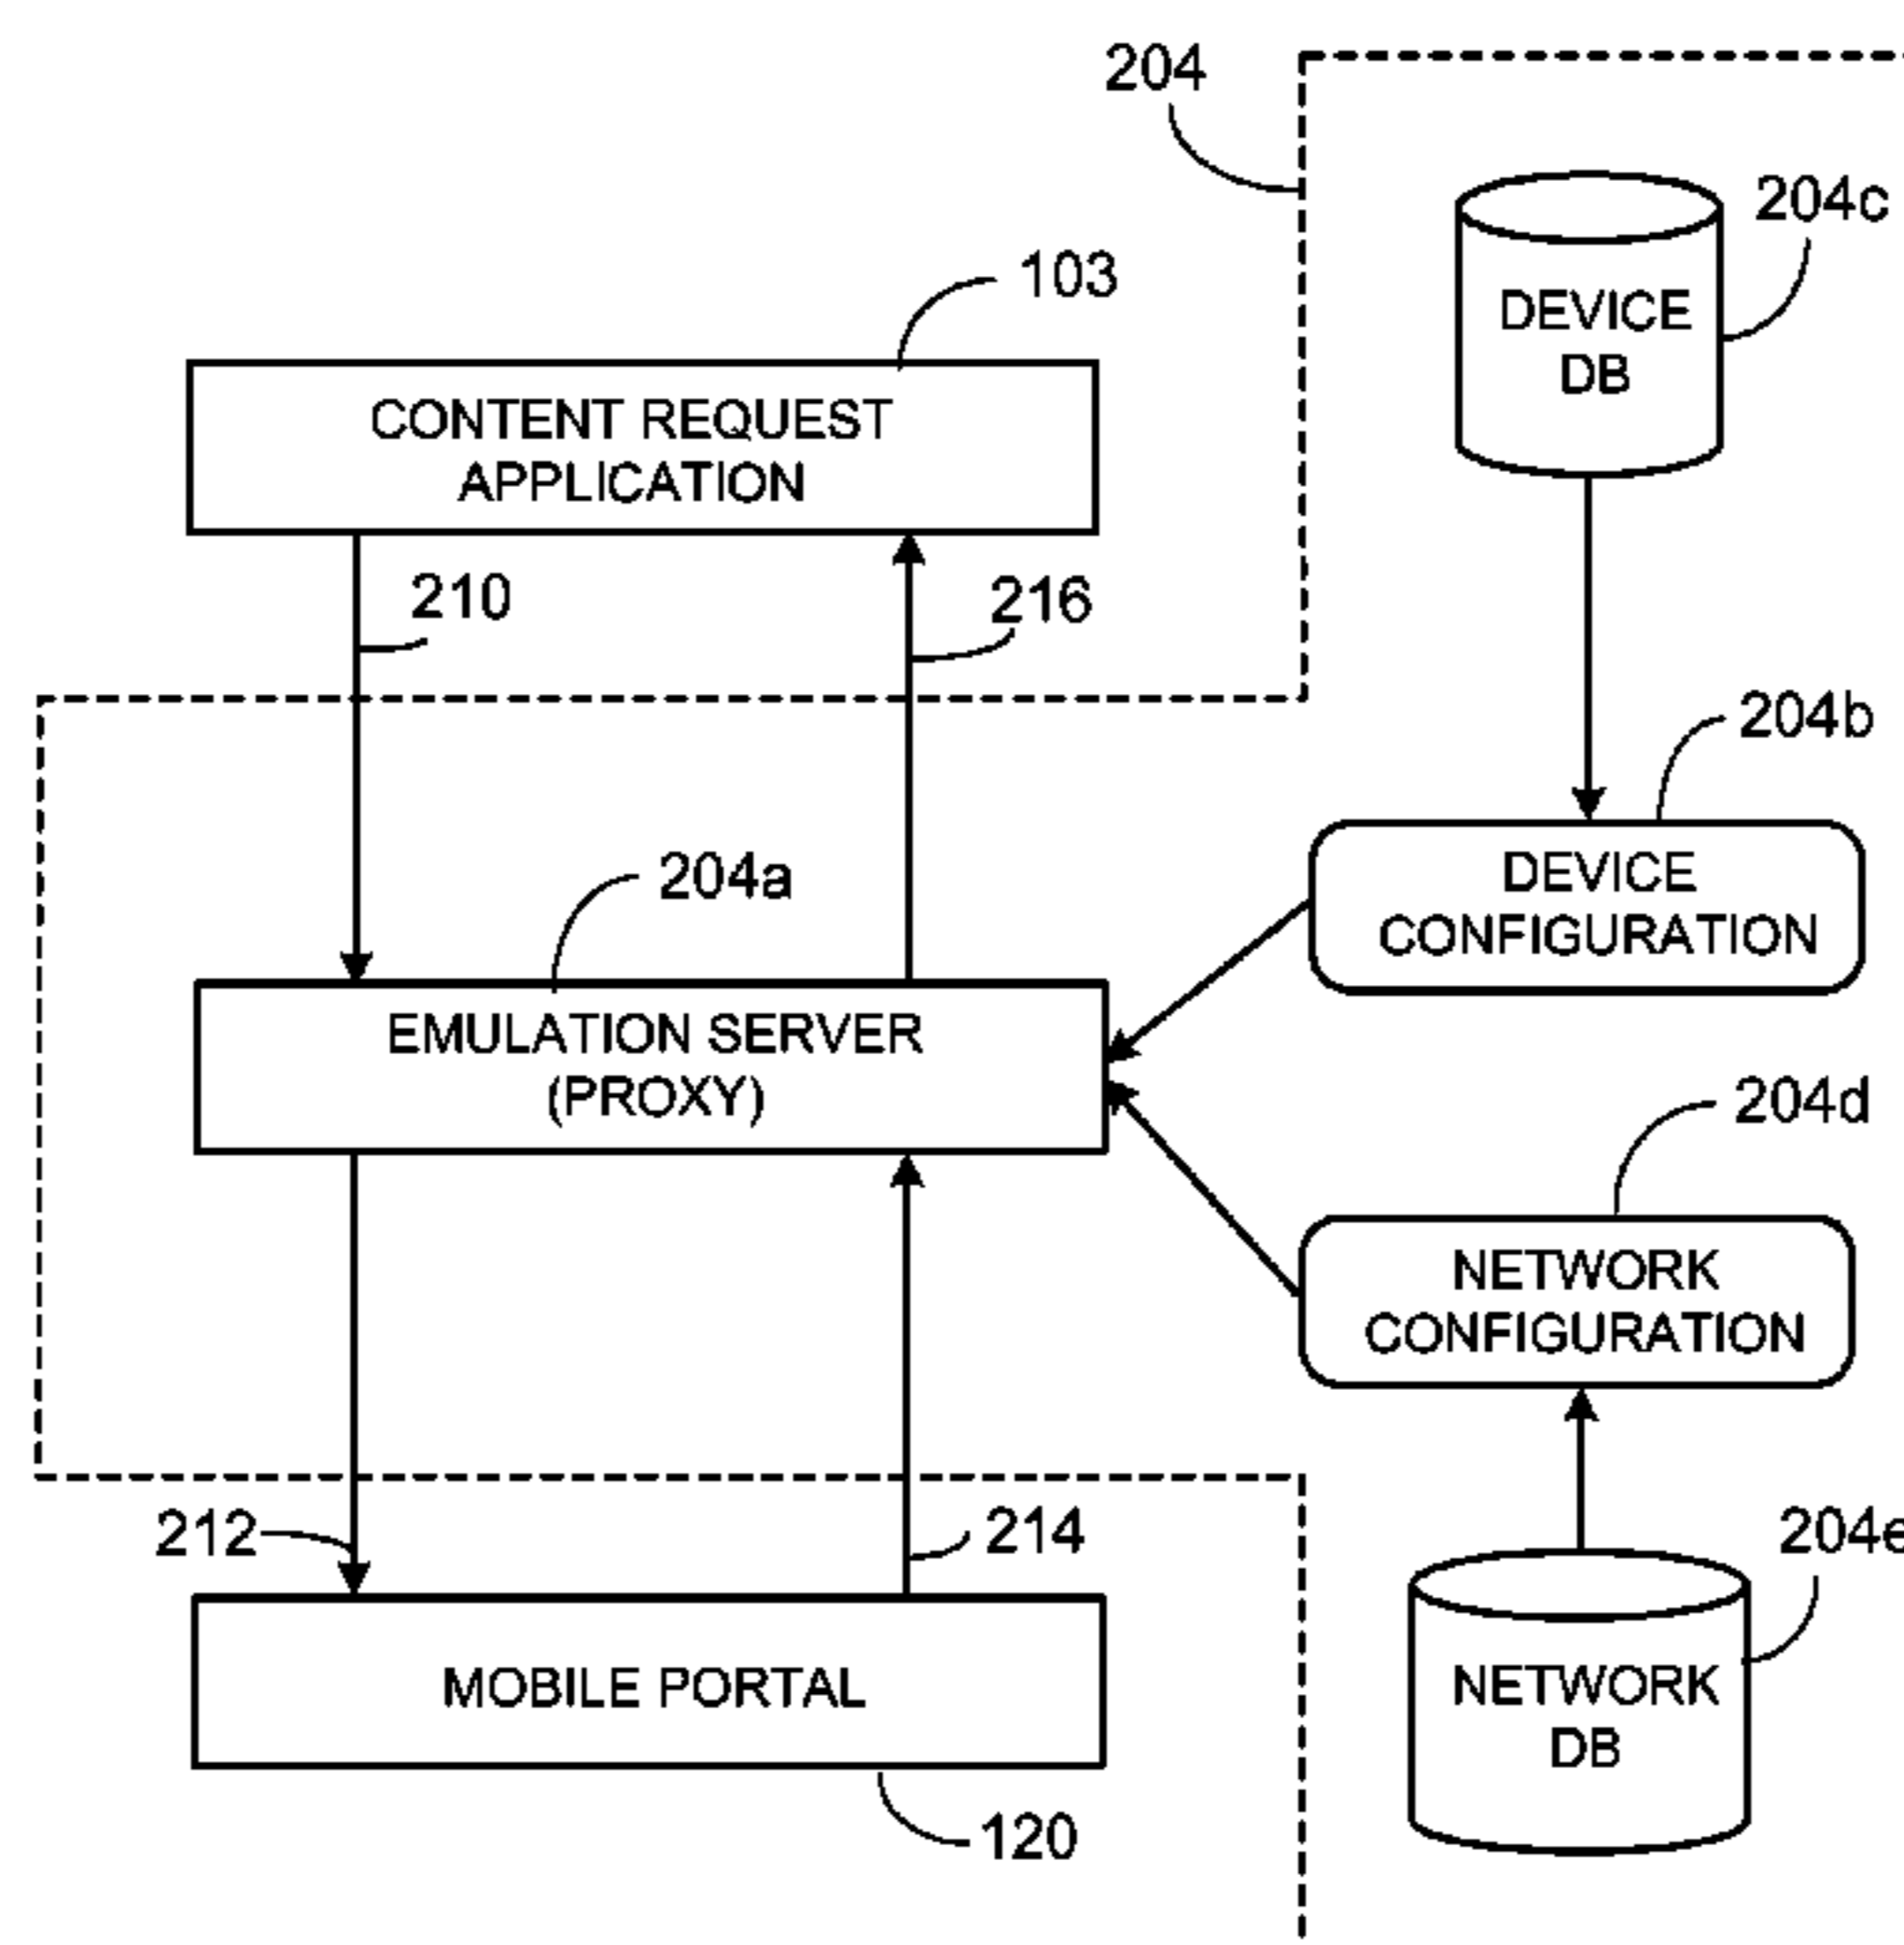 204
204c
DEVICE
DB
103
CONTENT REQUEST
APPLICATION
210
216
204b
DEVICE
CONFIGURATION
204a
EMULATION SERVER
(PROXY)
204d
NETWORK
CONFIGURATION
212
214
204e
NETWORK
DB
MOBILE PORTAL
120